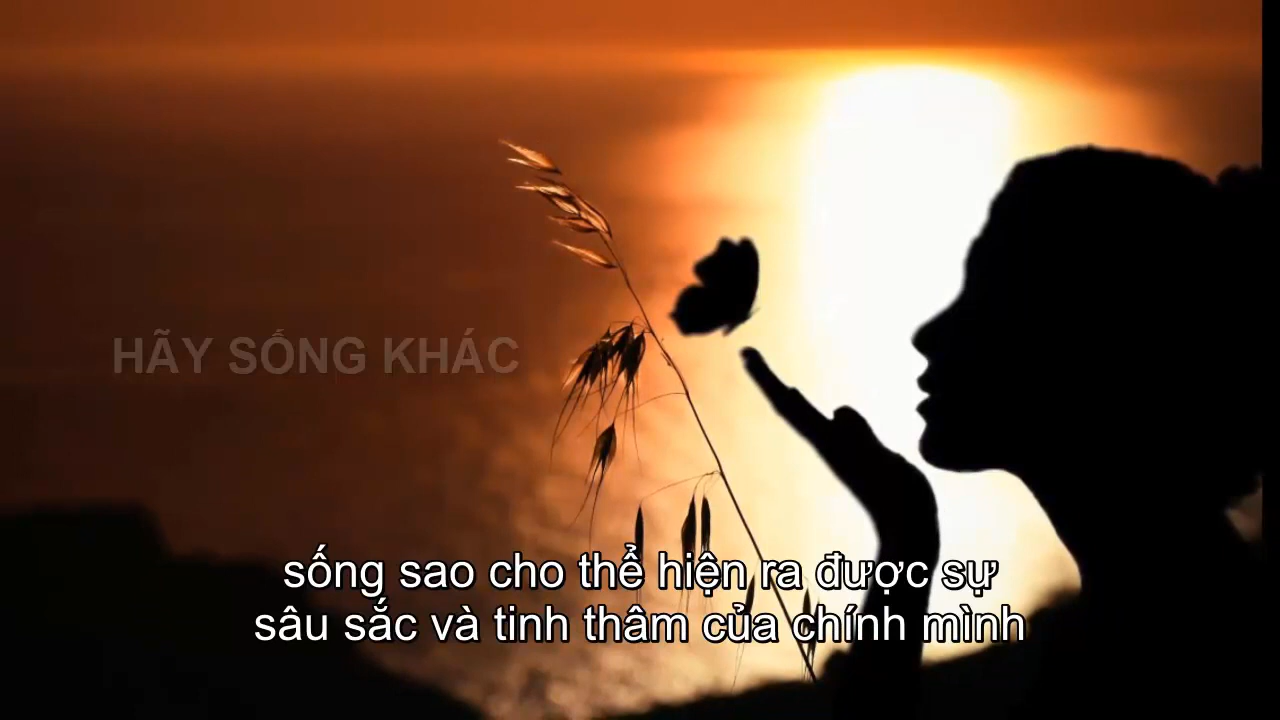 HÃY SỐNG KHÁC
sống sao cho thể hiện ra được sự
sâu sắc và tinh thâm của chính mình